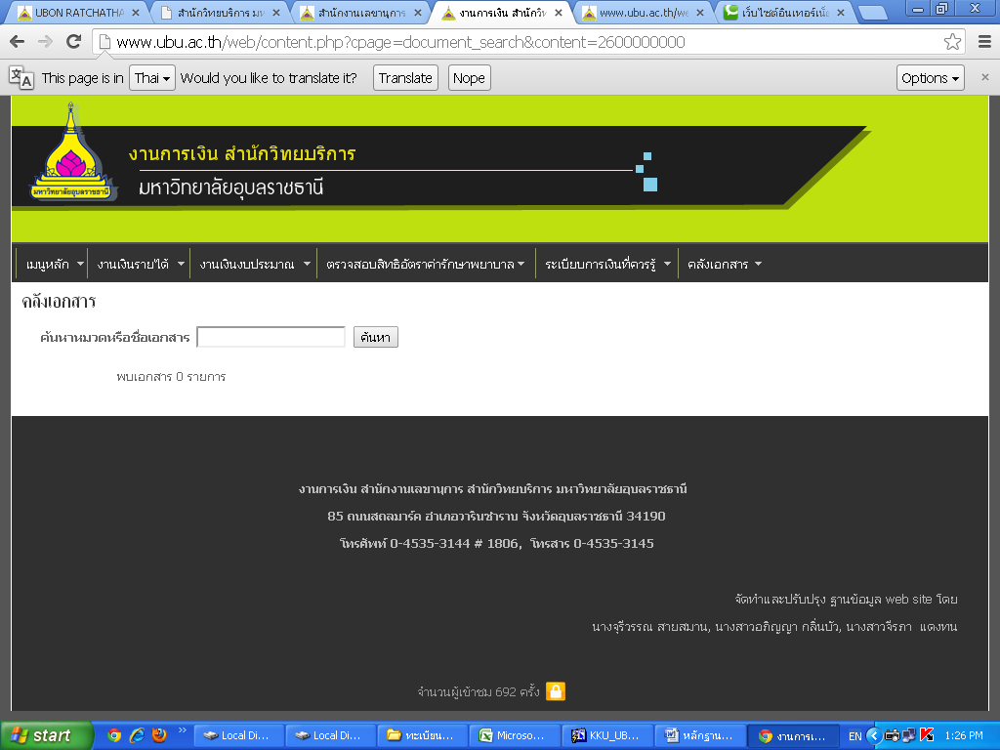 UBON RATCHATHA
สำนักวิทยบริการ มห
สำนักงานเลขานุการ
งานการเงิน สำนักวิ
www.ubu.ac.th/we
เว็บไซต์อินเทอร์เน็ต
www.ubu.ac.th/web/content.php?cpage=document_search&content=2600000000
This page is in Thai Would you like to translate it? Translate Nope Options
งานการเงิน สำนักวิทยบริการ
มหาวิทยาลัยอุบลราชธานี
มหาวิทยาลัยอุบลราชธานี
เมนูหลัก งานเงินรายได้ งานเงินงบประมาณ ตรวจสอบสิทธิอัตราค่ารักษาพยาบาล ระเบียบการเงินที่ควรรู้ คลังเอกสาร
คลังเอกสาร
ค้นหาหมวดหรือชื่อเอกสาร ค้นหา
พบเอกสาร 0 รายการ
งานการเงิน สำนักงานเลขานุการ สำนักวิทยบริการ มหาวิทยาลัยอุบลราชธานี
85 ถนนสถลมาร์ค อำเภอวารินชำราบ จังหวัดอุบลราชธานี 34190
โทรศัพท์ 0-4535-3144 # 1806, โทรสาร 0-4535-3145
จัดทำและปรับปรุง ฐานข้อมูล web site โดย
นางจุรีวรรณ สายสมาน, นางสาวอภิญญา กลิ่นบัว, นางสาวจีรภา แดงทน
จำนวนผู้เข้าชม 692 ครั้ง
start Local Di... Local Di... ทะเบียน... Microso... KKU_UB... หลักฐาน... งานการเ... EN 1:26 PM